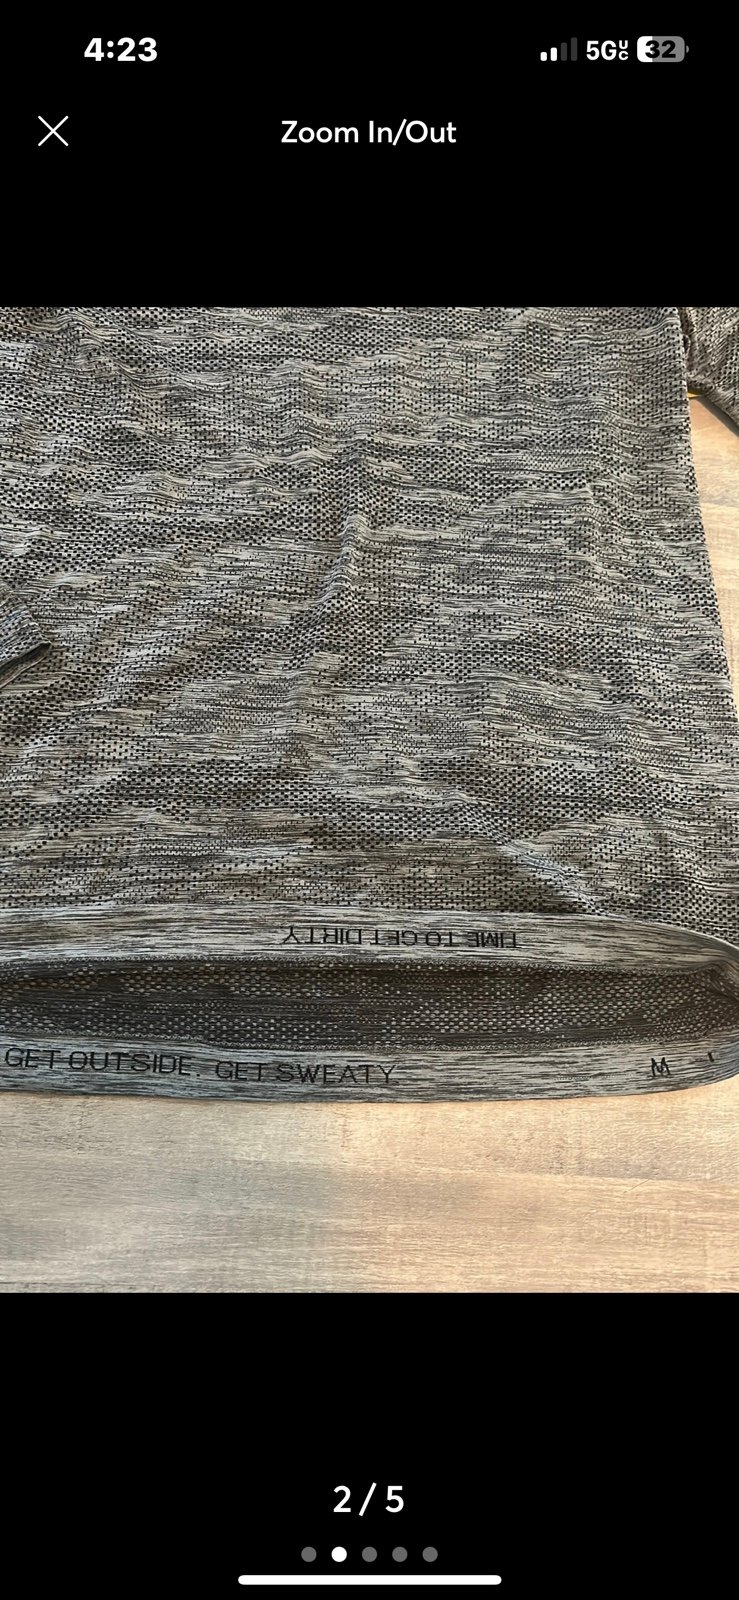 4:23
5G UC
32
Zoom In/Out
TIME TO GET DIRTY
GET OUTSIDE. GET SWEATY.
M
2 / 5